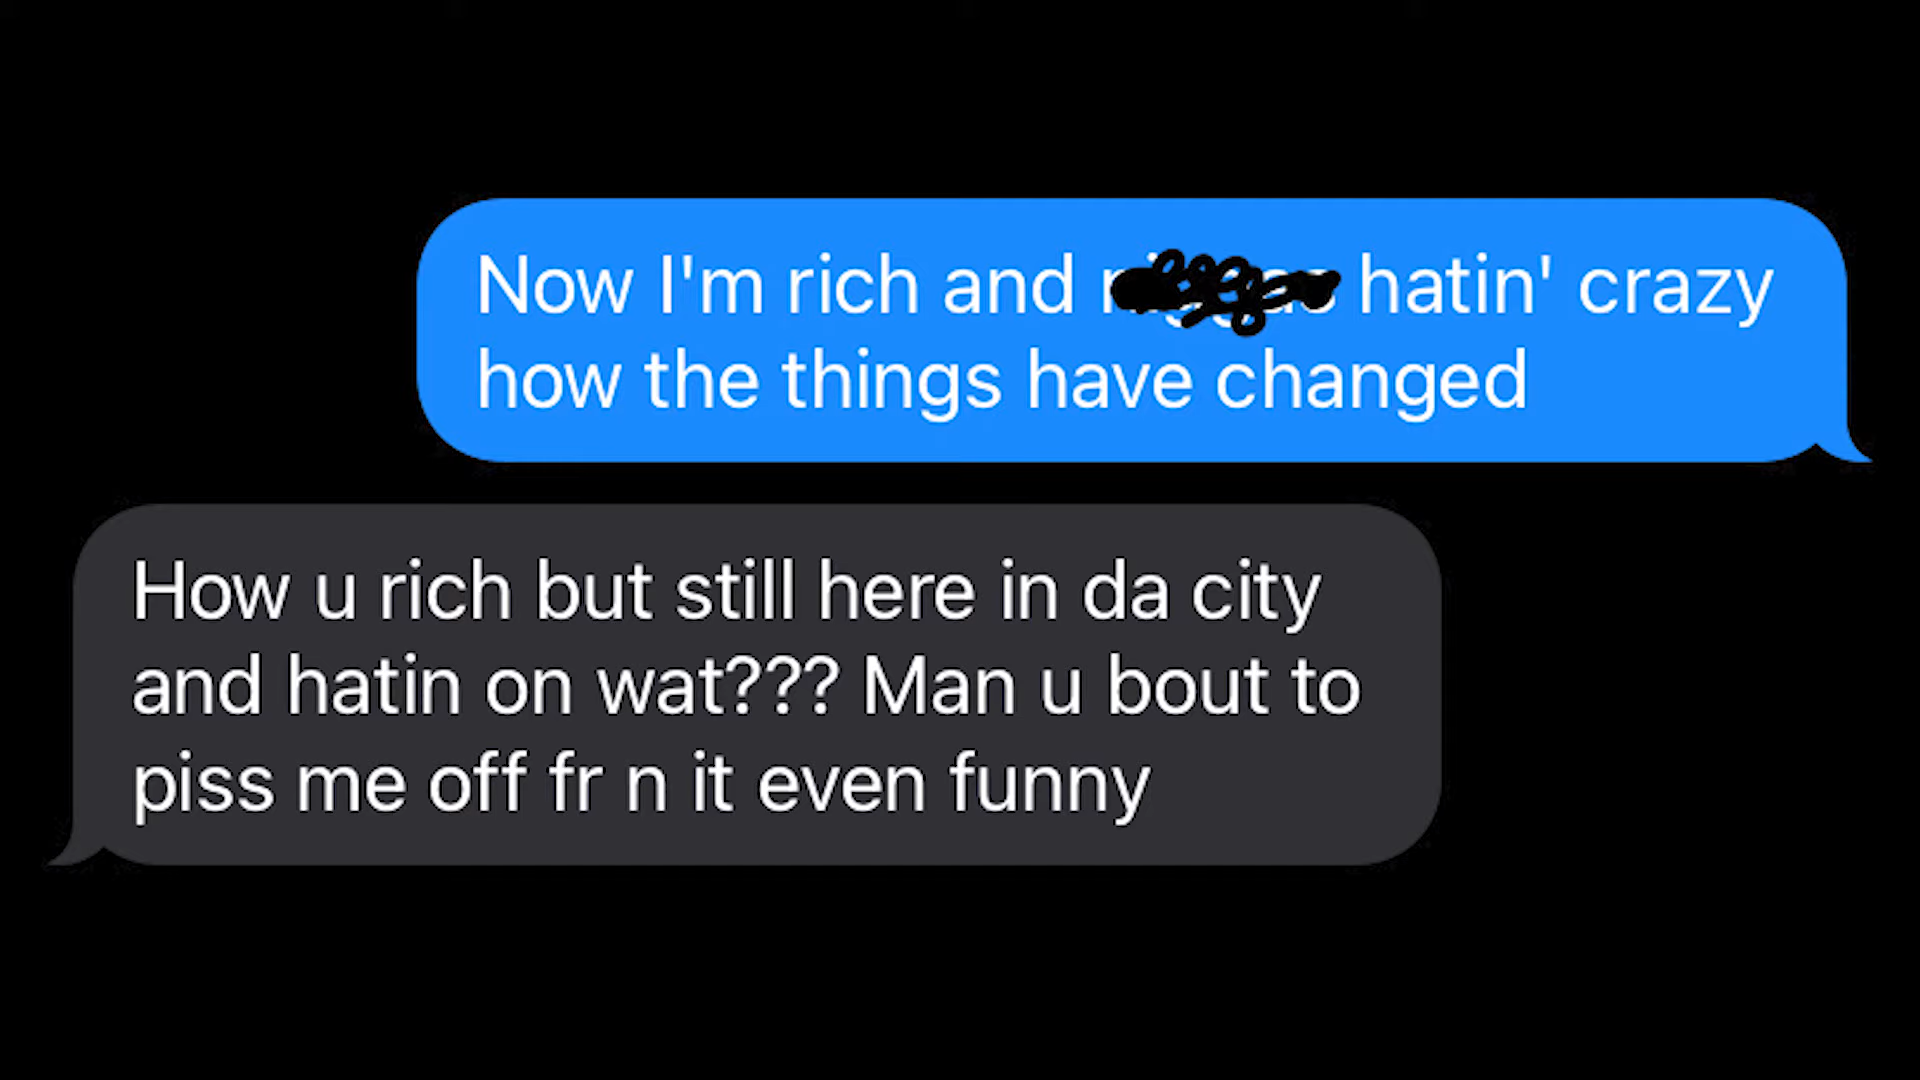 Now I'm rich and hatin' crazy
how the things have changed
How u rich but still here in da city
and hatin on wat??? Man u bout to
piss me off fr n it even funny